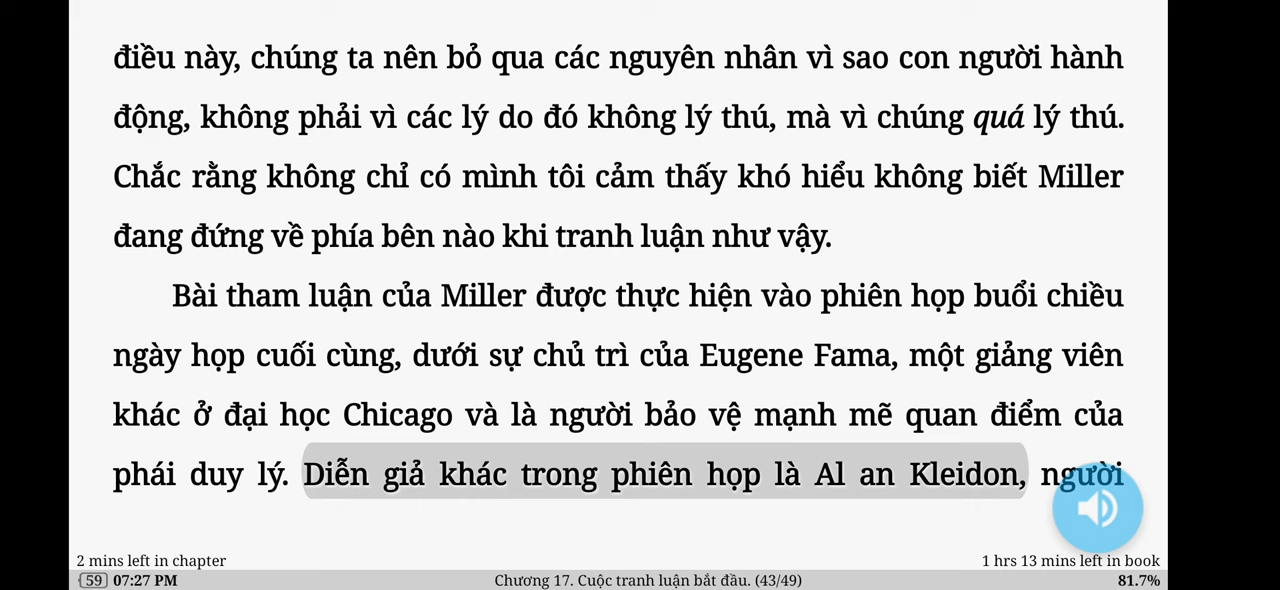 điều này, chúng ta nên bỏ qua các nguyên nhân vì sao con người hành
động, không phải vì các lý do đó không lý thú, mà vì chúng quá lý thú.
Chắc rằng không chỉ có mình tôi cảm thấy khó hiểu không biết Miller
đang đứng về phía bên nào khi tranh luận như vậy.
Bài tham luận của Miller được thực hiện vào phiên họp buổi chiều
ngày họp cuối cùng, dưới sự chủ trì của Eugene Fama, một giảng viên
khác ở đại học Chicago và là người bảo vệ mạnh mẽ quan điểm của
phái duy lý. Diễn giả khác trong phiên họp là Al an Kleidon, người
2 mins left in chapter 1 hrs 13 mins left in book
59 07:27 PM Chương 17. Cuộc tranh luận bắt đầu. (43/49) 81.7%